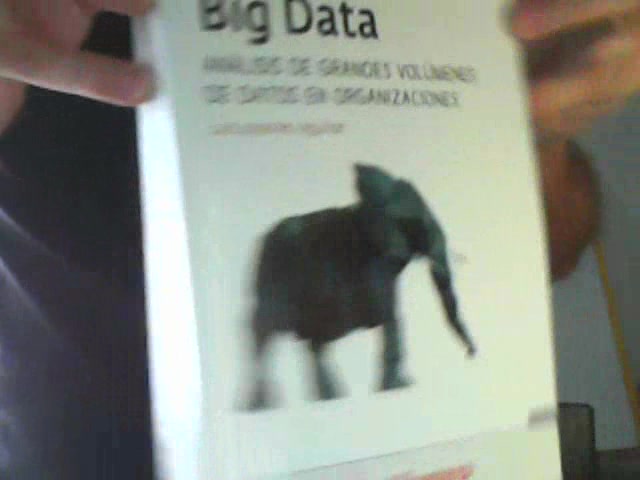 Big Data
ANÁLISIS DE GRANDES VOLÚMENES
DE DATOS EN ORGANIZACIONES